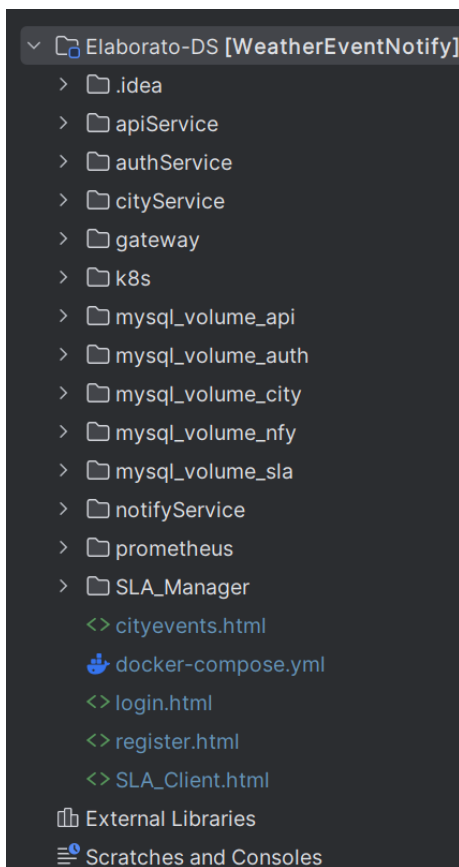 Elaborato-DS [WeatherEventNotify]
.idea
apiService
authService
cityService
gateway
k8s
mysql_volume_api
mysql_volume_auth
mysql_volume_city
mysql_volume_nfy
mysql_volume_sla
notifyService
prometheus
SLA_Manager
cityevents.html
docker-compose.yml
login.html
register.html
SLA_Client.html
External Libraries
Scratches and Consoles